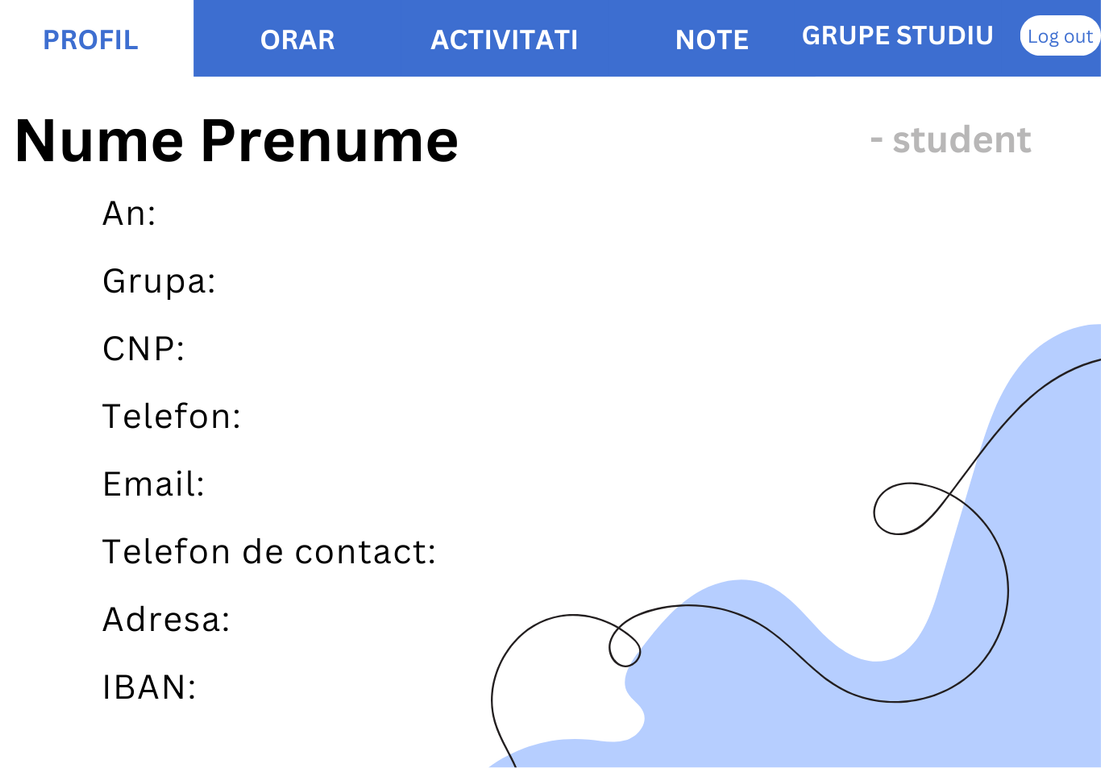 PROFIL ORAR ACTIVITATI NOTE GRUPE STUDIU Log out
Nume Prenume - student
An:
Grupa:
CNP:
Telefon:
Email:
Telefon de contact:
Adresa:
IBAN: